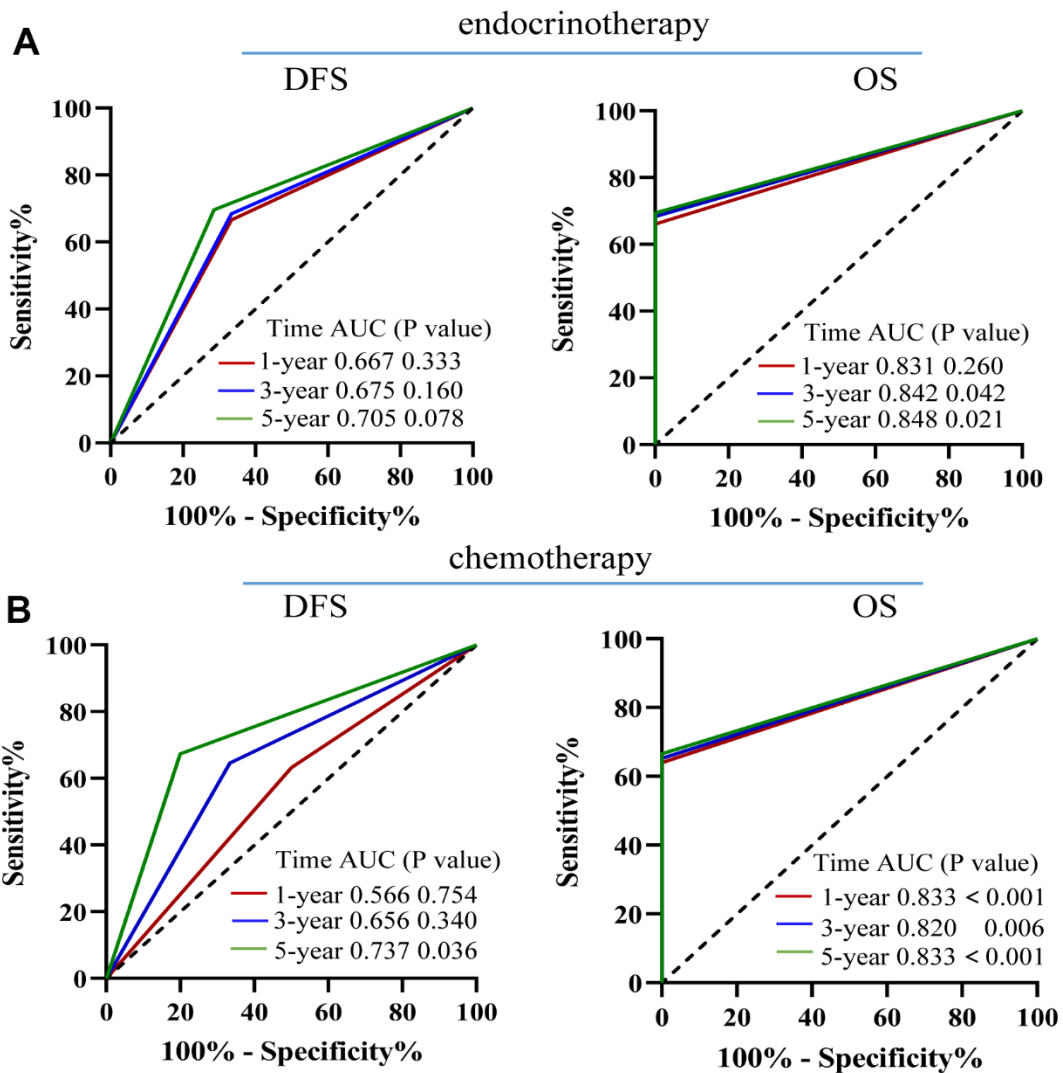 A
endocrinotherapy
DFS
OS
Sensitivity%
100
80
60
40
20
0
Time AUC (P value)
1-year 0.667 0.333
3-year 0.675 0.160
5-year 0.705 0.078
0 20 40 60 80 100
100% - Specificity%
Sensitivity%
100
80
60
40
20
0
Time AUC (P value)
1-year 0.831 0.260
3-year 0.842 0.042
5-year 0.848 0.021
0 20 40 60 80 100
100% - Specificity%
B
chemotherapy
DFS
OS
Sensitivity%
100
80
60
40
20
0
Time AUC (P value)
1-year 0.566 0.754
3-year 0.656 0.340
5-year 0.737 0.036
0 20 40 60 80 100
100% - Specificity%
Sensitivity%
100
80
60
40
20
0
Time AUC (P value)
1-year 0.833 < 0.001
3-year 0.820 0.006
5-year 0.833 < 0.001
0 20 40 60 80 100
100% - Specificity%